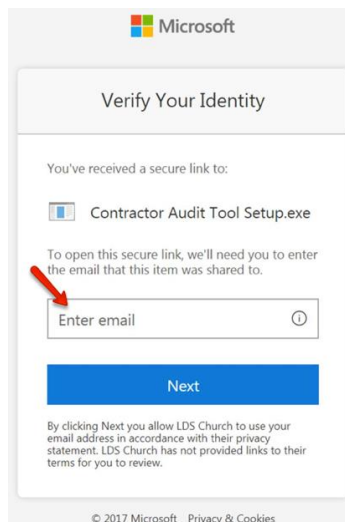 Microsoft
Verify Your Identity
You've received a secure link to:
Contractor Audit Tool Setup.exe
To open this secure link, we'll need you to enter
the email that this item was shared to.
Enter email
Next
By clicking Next you allow LDS Church to use your
email address in accordance with their privacy
statement. LDS Church has not provided links to their
terms for you to review.
© 2017 Microsoft Privacy & Cookies